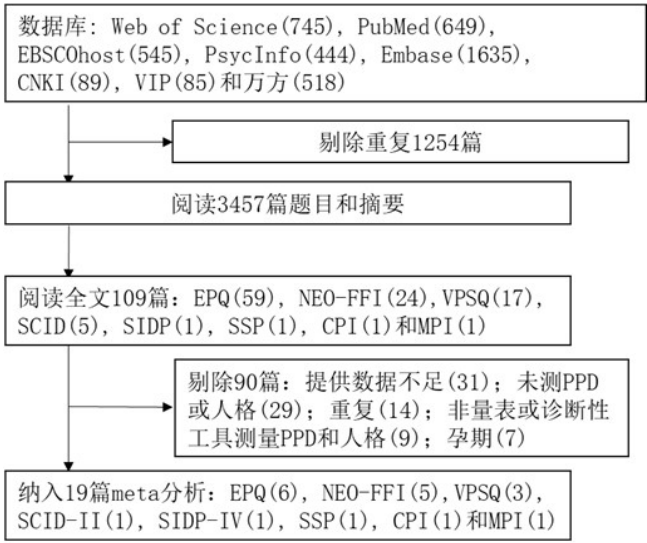 数据库: Web of Science(745), PubMed(649),
EBSCOhost(545), PsycInfo(444), Embase(1635),
CNKI(89), VIP(85)和万方(518)
剔除重复1254篇
阅读3457篇题目和摘要
阅读全文109篇: EPQ(59), NEO-FFI(24),VPSQ(17),
SCID(5), SIDP(1), SSP(1), CPI(1)和MPI(1)
剔除90篇: 提供数据不足(31); 未测PPD
或人格(29); 重复(14); 非量表或诊断性
工具测量PPD和人格(9); 孕期(7)
纳入19篇meta分析: EPQ(6), NEO-FFI(5),VPSQ(3),
SCID-II(1), SIDP-IV(1), SSP(1), CPI(1)和MPI(1)